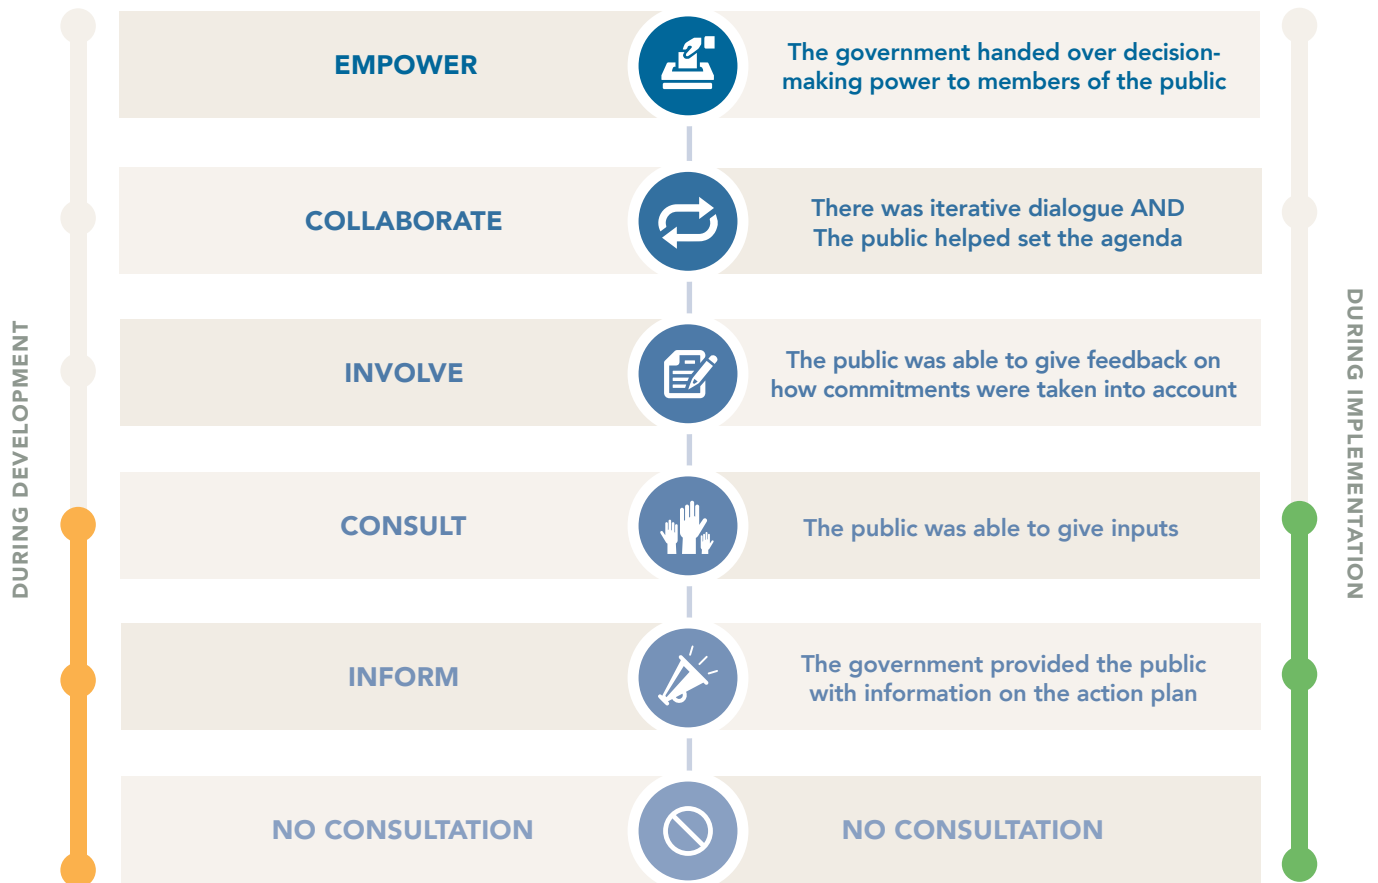 EMPOWER
The government handed over decision-
making power to members of the public
COLLABORATE
There was iterative dialogue AND
The public helped set the agenda
INVOLVE
The public was able to give feedback on
how commitments were taken into account
CONSULT
The public was able to give inputs
INFORM
The government provided the public
with information on the action plan
NO CONSULTATION
NO CONSULTATION
DURING DEVELOPMENT
DURING IMPLEMENTATION